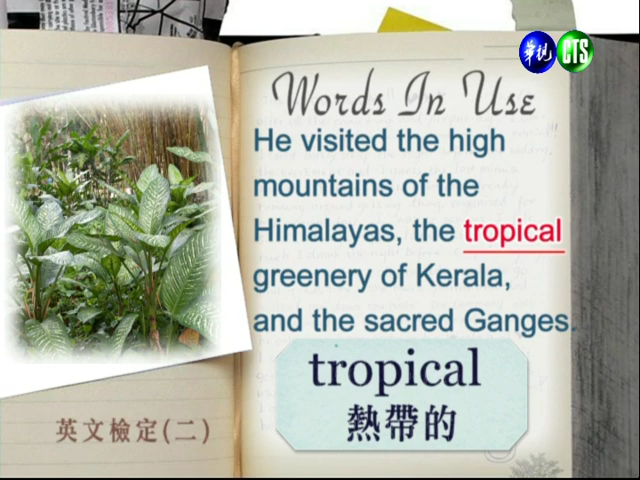 華視 CTS
Words In Use
He visited the high
mountains of the
Himalayas, the tropical
greenery of Kerala,
and the sacred Ganges.
tropical
熱帶的
英文檢定(二)